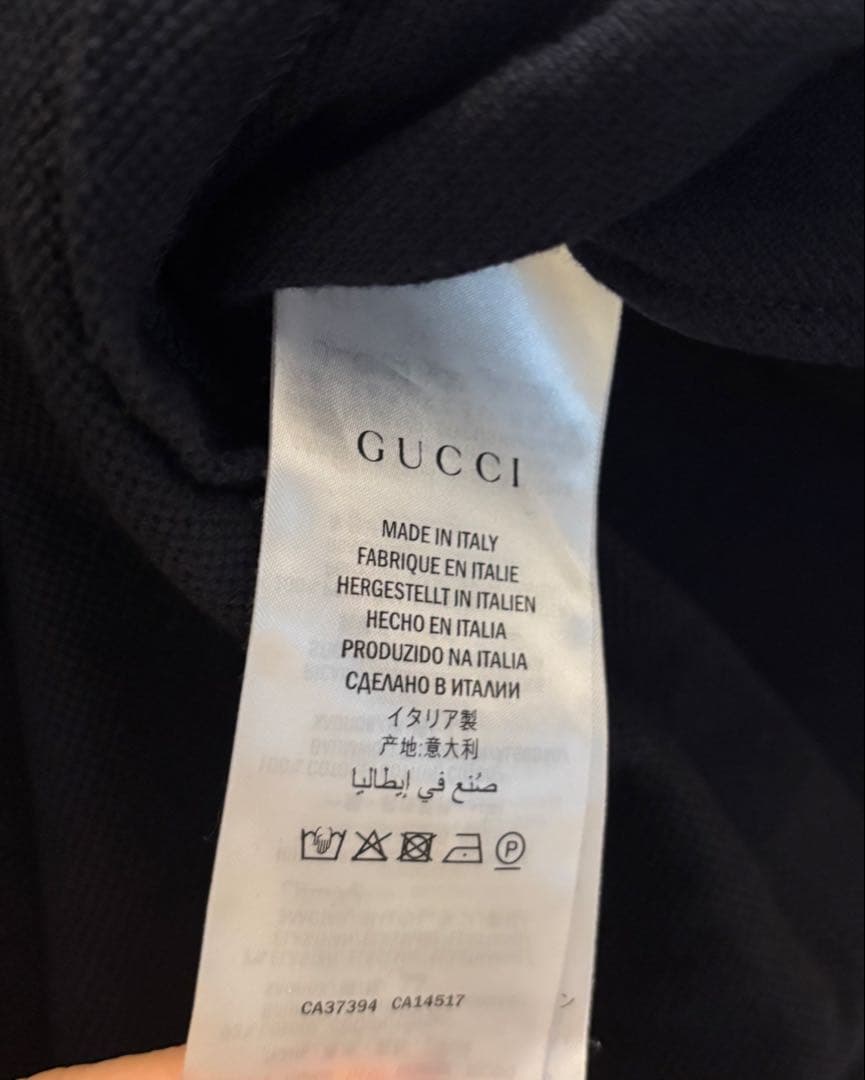 GUCCI
MADE IN ITALY
FABRIQUE EN ITALIE
HERGESTELLT IN ITALIEN
HECHO EN ITALIA
PRODUZIDO NA ITALIA
СДЕЛАНО В ИТАЛИИ
イタリア製
产地:意大利
صُنع في إيطاليا
P
CA37394 CA14517